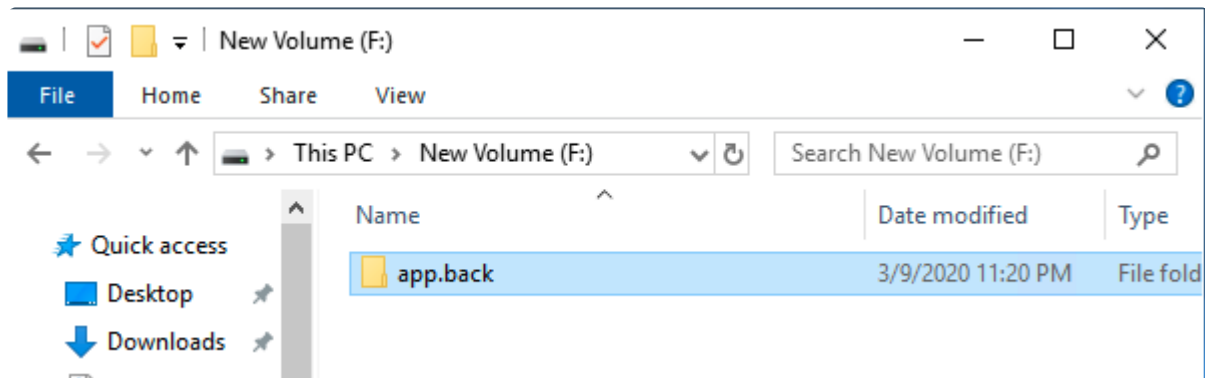 New Volume (F:)
File Home Share View
This PC > New Volume (F:) Search New Volume (F:)
Name Date modified Type
Quick access
app.back 3/9/2020 11:20 PM File fold
Desktop
Downloads